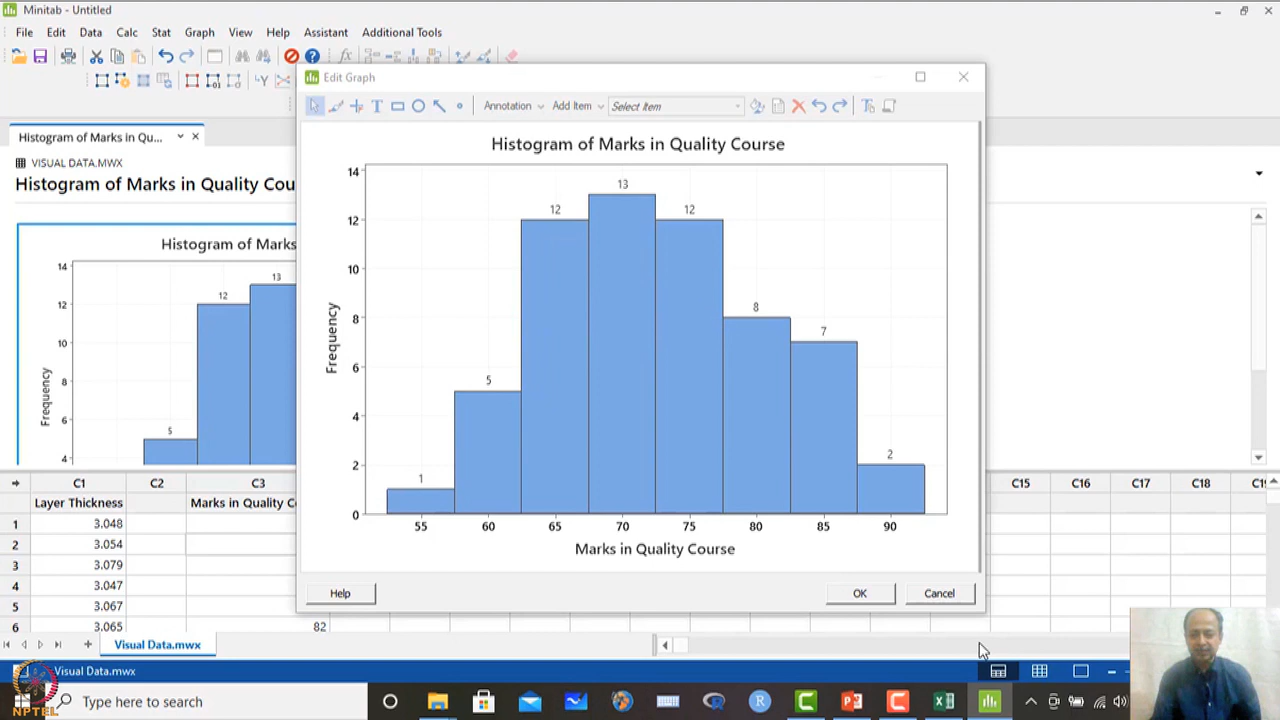 Minitab - Untitled
File Edit Data Calc Stat Graph View Help Assistant Additional Tools
Edit Graph
Annotation Add Item Select Item
Histogram of Marks in Qu...
VISUAL DATA.MWX
Histogram of Marks in Quality Cou
Histogram of Marks
14
12
10
8
6
4
Frequency
5
12
13
Histogram of Marks in Quality Course
14
12
10
8
6
4
2
0
Frequency
1
5
12
13
12
8
7
2
55 60 65 70 75 80 85 90
Marks in Quality Course
Help OK Cancel
C1 C2 C3 C15 C16 C17 C18
Layer Thickness Marks in Quality Co
1 3.048
2 3.054
3 3.079
4 3.047
5 3.067
6 3.065 82
Visual Data.mwx
Visual Data.mwx
Type here to search
NPTEL